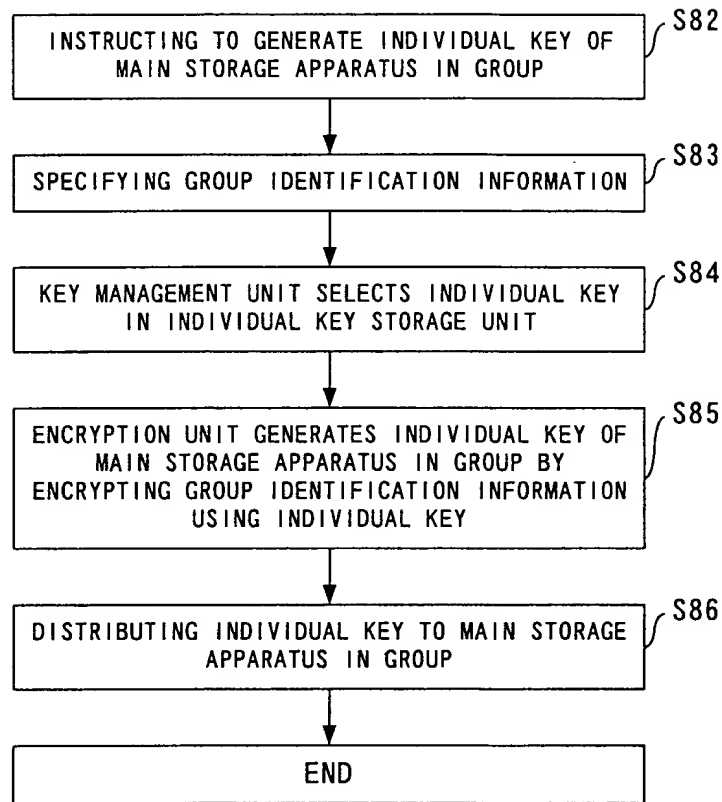 INSTRUCTING TO GENERATE INDIVIDUAL KEY OF
MAIN STORAGE APPARATUS IN GROUP
S82
SPECIFYING GROUP IDENTIFICATION INFORMATION
S83
KEY MANAGEMENT UNIT SELECTS INDIVIDUAL KEY
IN INDIVIDUAL KEY STORAGE UNIT
S84
ENCRYPTION UNIT GENERATES INDIVIDUAL KEY OF
MAIN STORAGE APPARATUS IN GROUP BY
ENCRYPTING GROUP IDENTIFICATION INFORMATION
USING INDIVIDUAL KEY
S85
DISTRIBUTING INDIVIDUAL KEY TO MAIN STORAGE
APPARATUS IN GROUP
S86
END